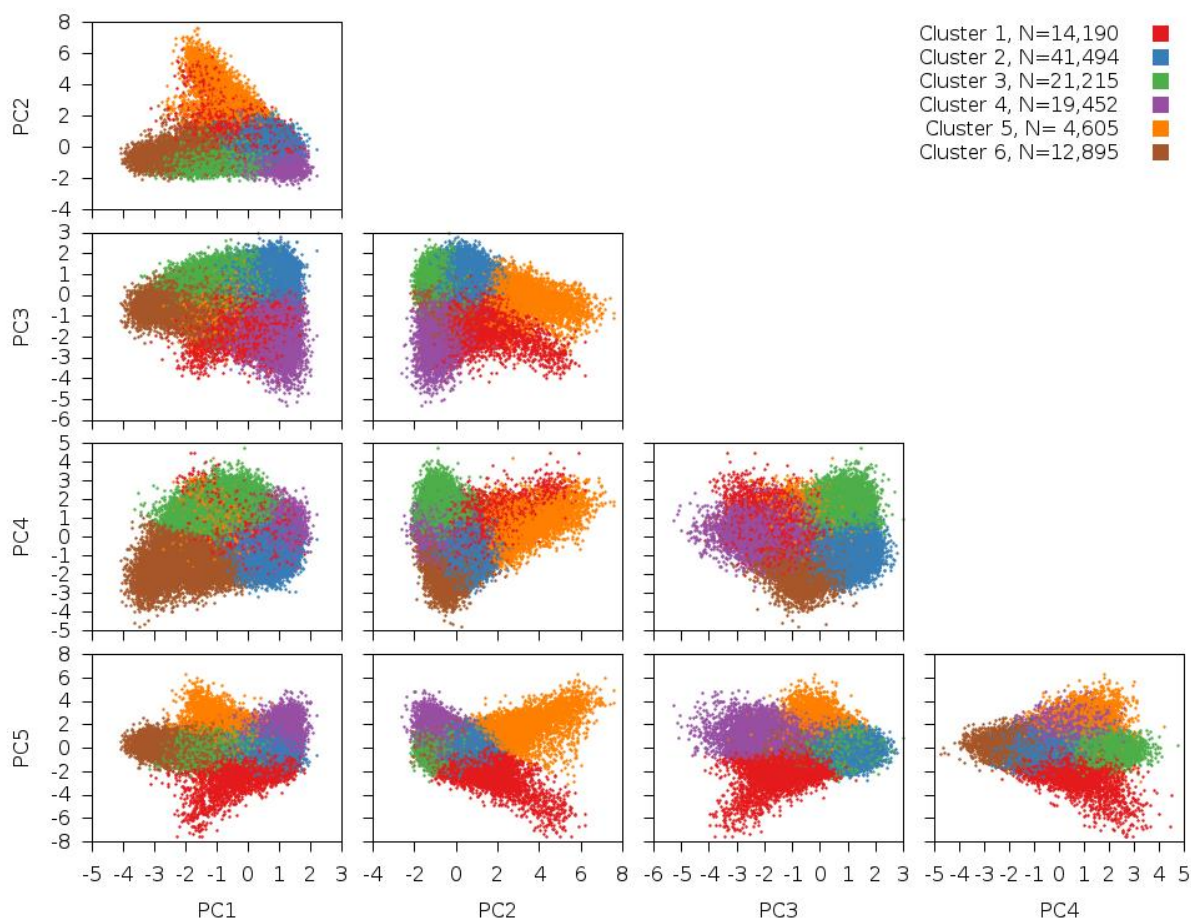 Cluster 1, N=14,190
Cluster 2, N=41,494
Cluster 3, N=21,215
Cluster 4, N=19,452
Cluster 5, N= 4,605
Cluster 6, N=12,895
8
6
4
2
0
-2
-4
PC2
3
2
1
0
-1
-2
-3
-4
-5
-6
PC3
5
4
3
2
1
0
-1
-2
-3
-4
-5
PC4
8
6
4
2
0
-2
-4
-6
-8
PC5
-5 -4 -3 -2 -1 0 1 2 3
-4 -2 0 2 4 6 8
-6 -5 -4 -3 -2 -1 0 1 2 3
-5 -4 -3 -2 -1 0 1 2 3 4 5
PC1 PC2 PC3 PC4